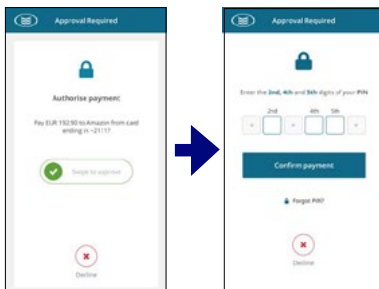 Approval Required
Authorise payment
Pay EUR 192.90 to Amazon from card
ending in ~2111?
Swipe to approve
Decline
Approval Required
Enter the 2nd, 4th and 5th digits of your PIN
2nd 4th 5th
Confirm payment
Forgot PIN?
Decline